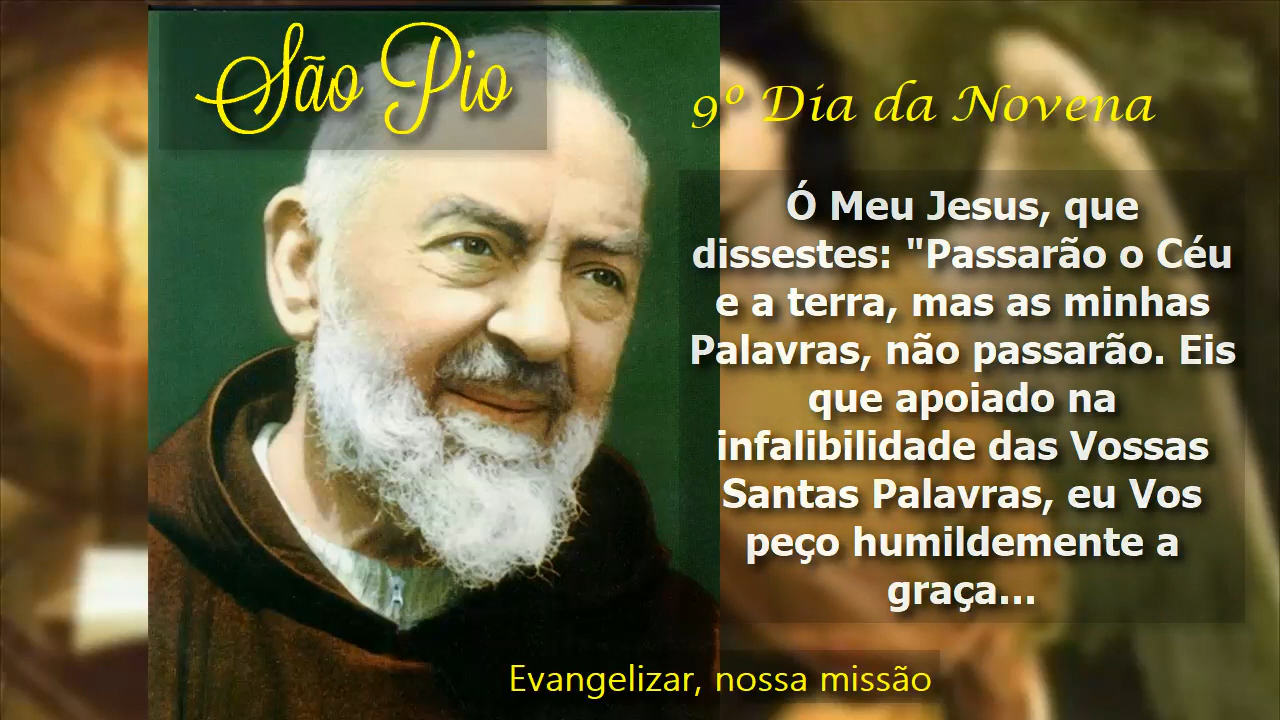 São Pio
9º Dia da Novena
Ó Meu Jesus, que
dissestes: "Passarão o Céu
e a terra, mas as minhas
Palavras, não passarão. Eis
que apoiado na
infalibilidade das Vossas
Santas Palavras, eu Vos
peço humildemente a
graça...
Evangelizar, nossa missão